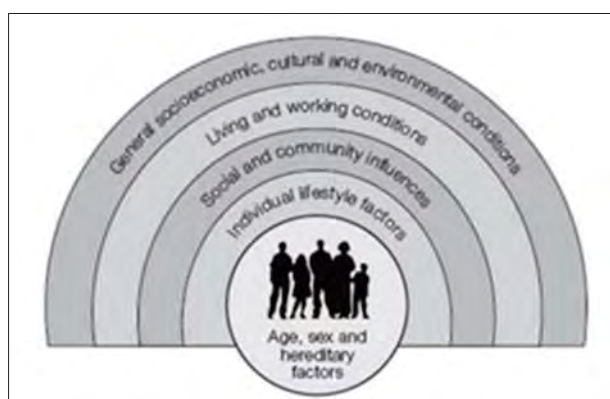 General socioeconomic, cultural and environmental conditions
Living and working conditions
Social and community influences
Individual lifestyle factors
Age, sex and
hereditary
factors